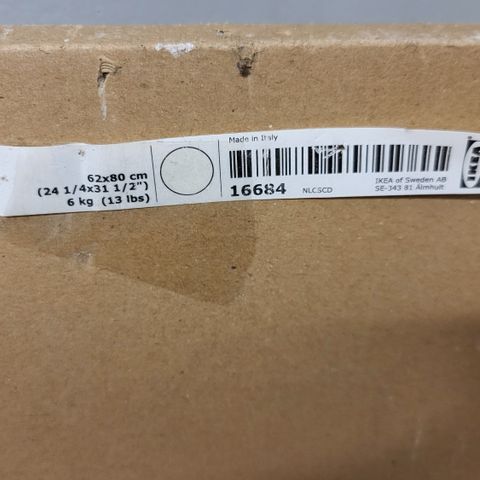 62x80 cm
(24 1/4x31 1/2")
6 kg (13 lbs)
Made in Italy
16684
NLCSCD
IKEA of Sweden AB
SE-343 81 Älmhult
IKEA